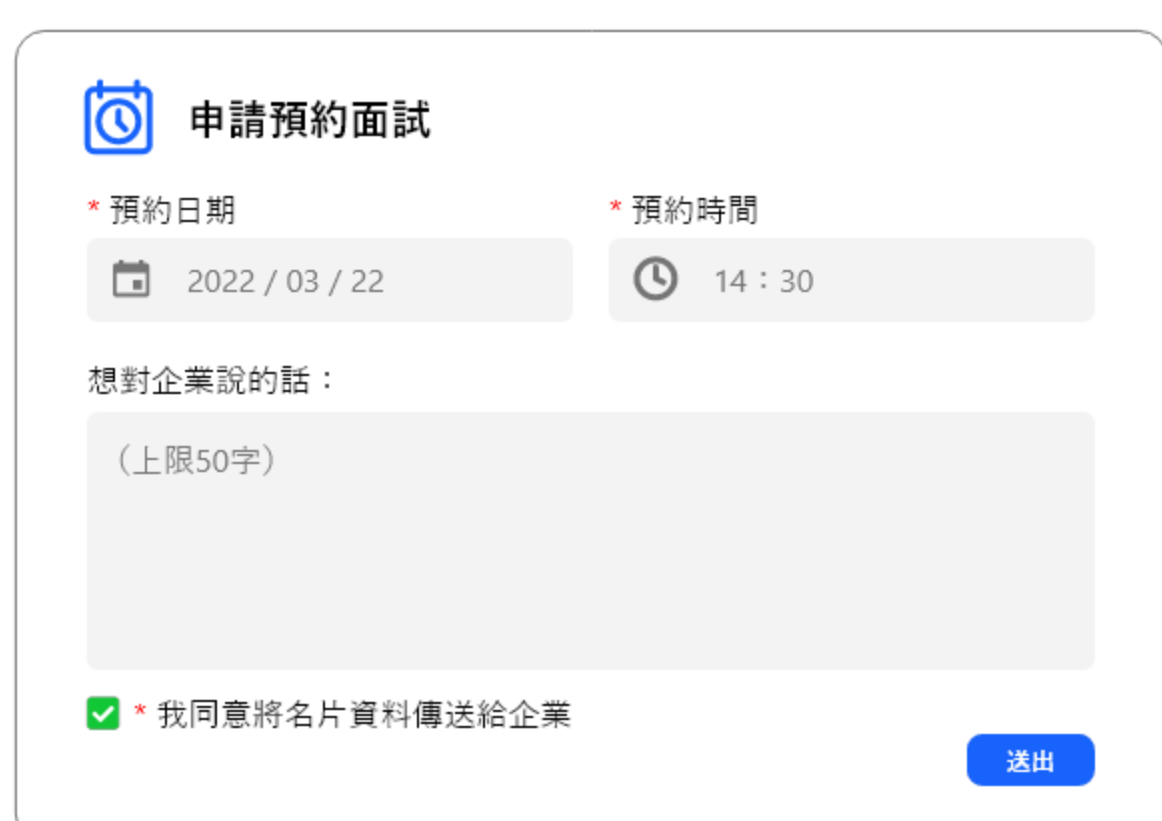 申請預約面試
* 預約日期
* 預約時間
2022 / 03 / 22
14：30
想對企業說的話：
（上限50字）
* 我同意將名片資料傳送給企業
送出